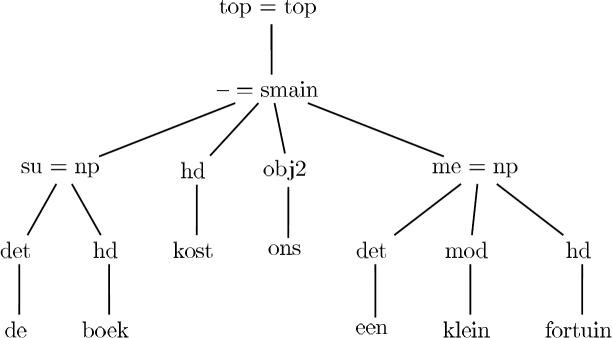 top = top
– = smain
su = np hd obj2 me = np
det hd kost ons det mod hd
de boek een klein fortuin